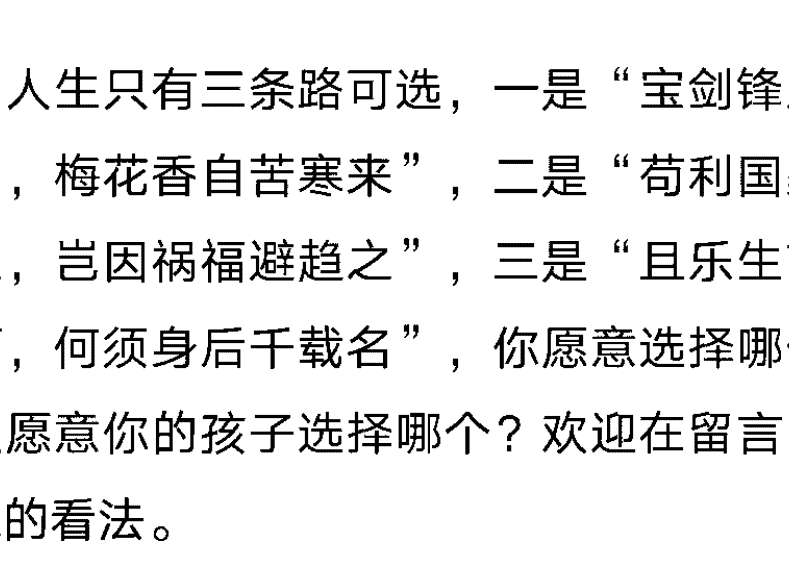 人生只有三条路可选，一是“宝剑锋
，梅花香自苦寒来”，二是“苟利国
，岂因祸福避趋之”，三是“且乐生
，何须身后千载名”，你愿意选择哪
愿意你的孩子选择哪个？欢迎在留言
的看法。